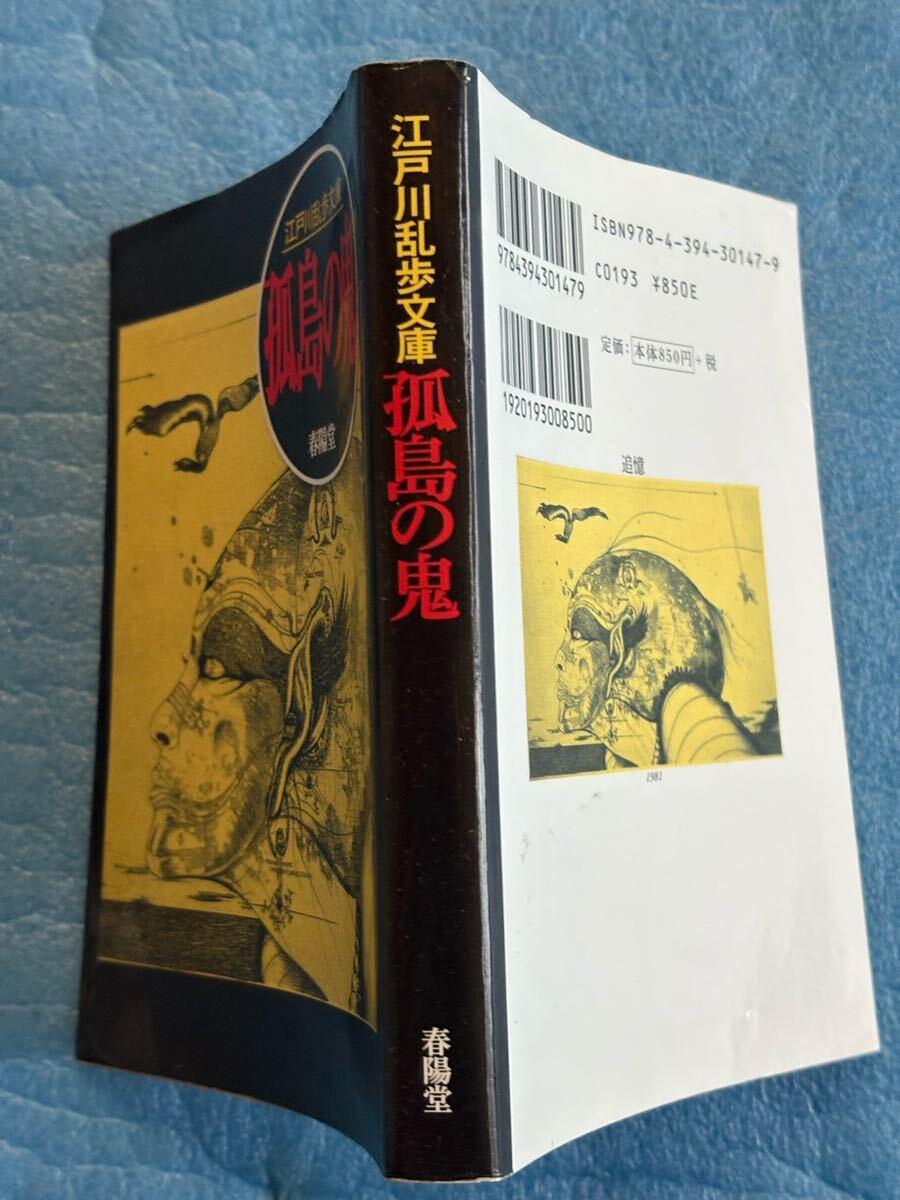 江戸川乱歩文庫
孤島の鬼
春陽堂
江戸川乱歩文庫
孤島の鬼
春陽堂
9784394301479
ISBN978-4-394-30147-9
C0193 ¥850E
1920193008500
定価:本体850円+税
追憶
1981